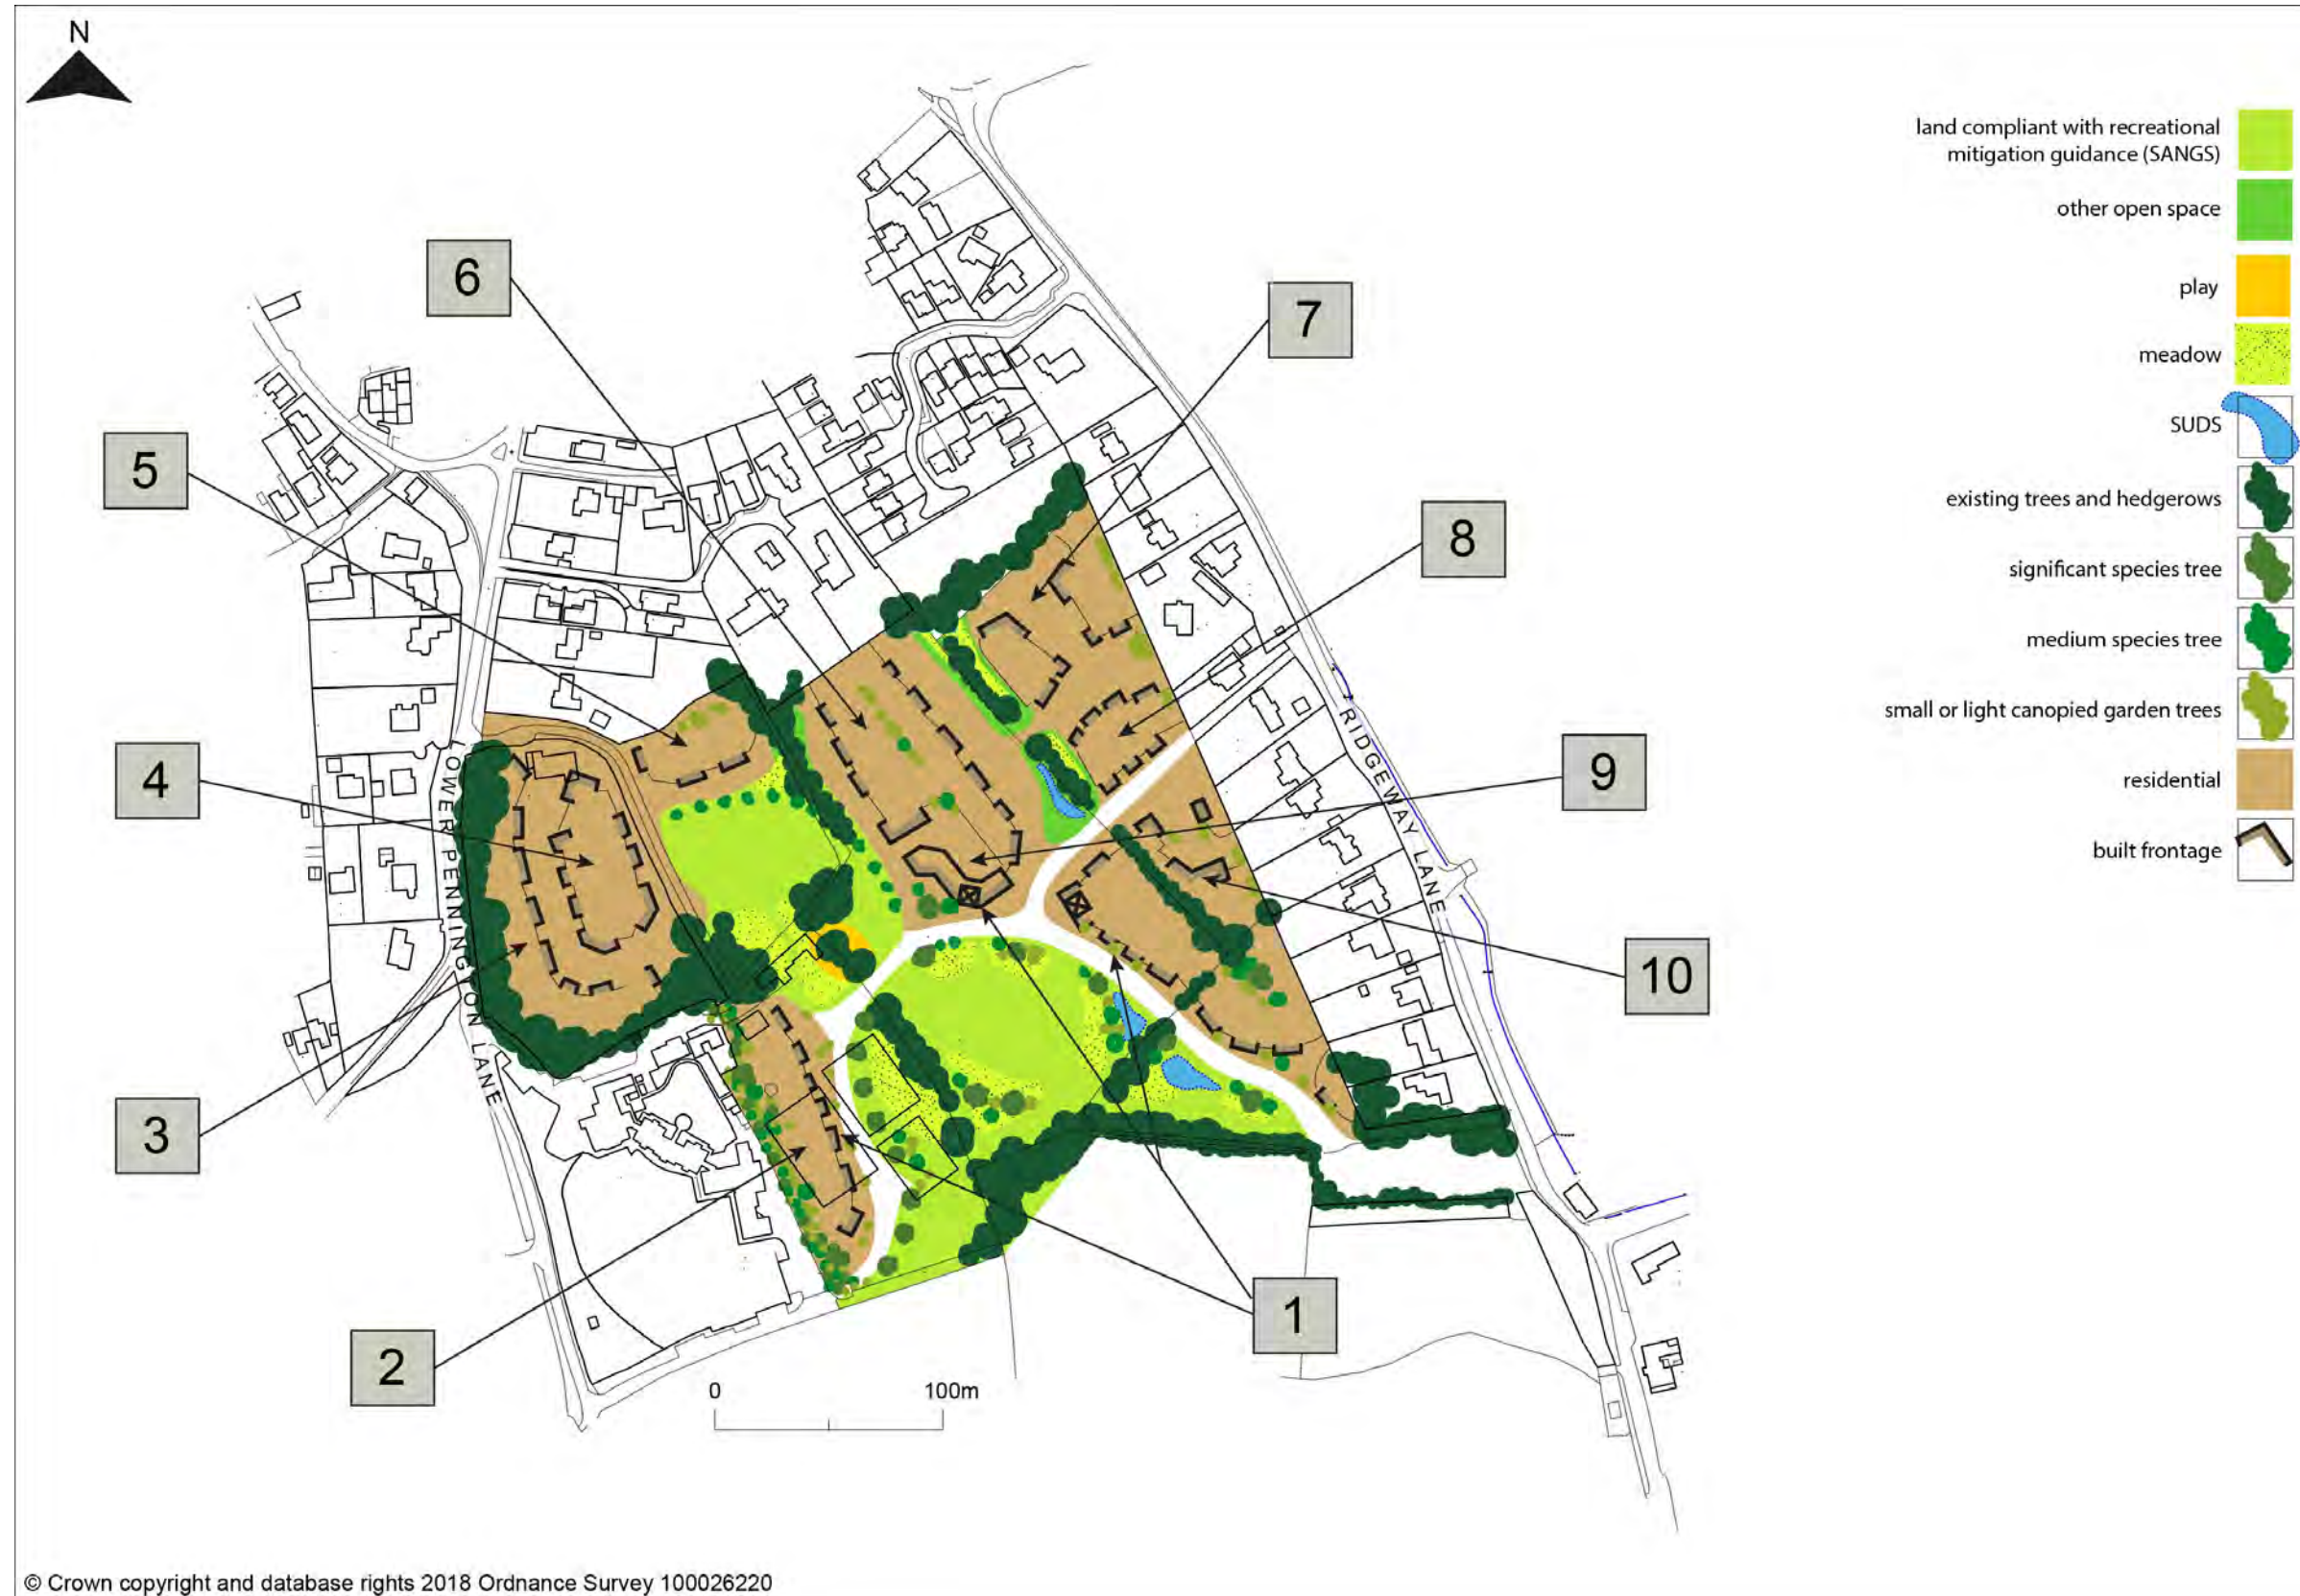 N
land compliant with recreational
mitigation guidance (SANGS)
other open space
play
meadow
SUDS
existing trees and hedgerows
significant species tree
medium species tree
small or light canopied garden trees
residential
built frontage
6
7
5
8
4
9
10
3
1
2
LOWER PENNINGTON LANE
RIDGEWAY LANE
0
100m
© Crown copyright and database rights 2018 Ordnance Survey 100026220